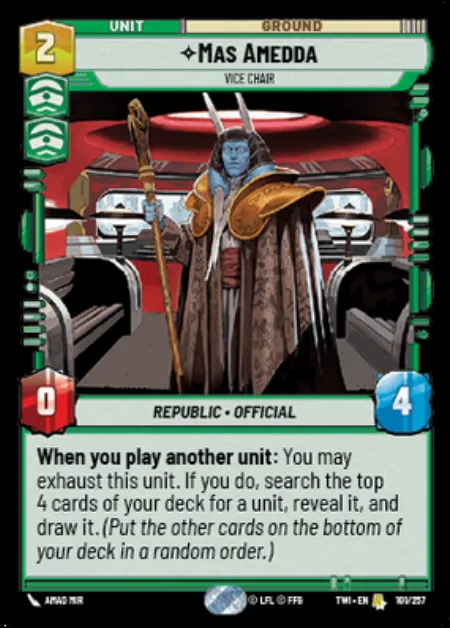 UNIT
GROUND
2
✧MAS AMEDDA
VICE CHAIR
0
4
REPUBLIC • OFFICIAL
When you play another unit: You may
exhaust this unit. If you do, search the top
4 cards of your deck for a unit, reveal it, and
draw it. (Put the other cards on the bottom of
your deck in a random order.)
AMAD MIR
© LFL © FFG
TWI • EN
101/257